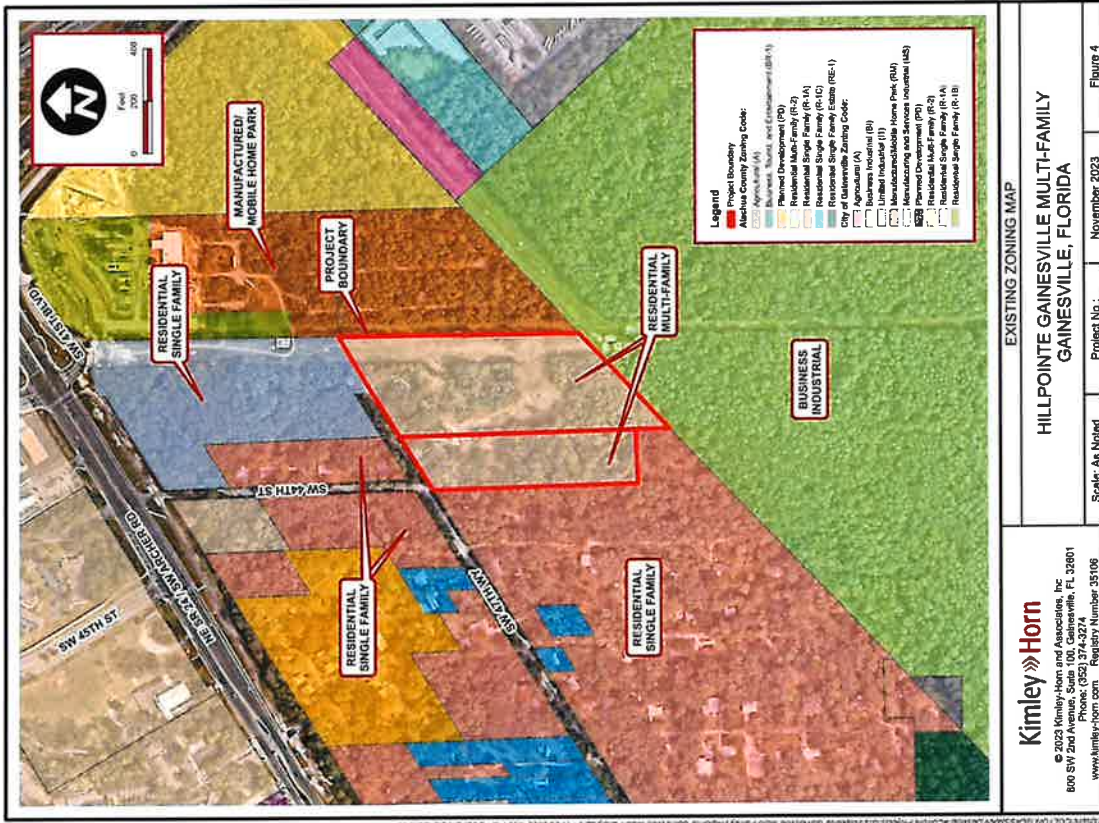 N
Feet
0 200 400
SW 41ST BLVD
MANUFACTURED/
MOBILE HOME PARK
RESIDENTIAL
SINGLE FAMILY
PROJECT
BOUNDARY
NE SR 24 / SW ARCHER RD
SW 45TH ST
SW 44TH ST
RESIDENTIAL
SINGLE FAMILY
RESIDENTIAL
MULTI-FAMILY
SW 47TH WY
RESIDENTIAL
SINGLE FAMILY
BUSINESS
INDUSTRIAL
Legend
Project Boundary
Alachua County Zoning Code:
Agricultural (A)
Business, Tourist, and Entertainment (BR-1)
Planned Development (PD)
Residential Multi-Family (R-2)
Residential Single Family (R-1A)
Residential Single Family (R-1C)
Residential Single Family Estate (RE-1)
City of Gainesville Zoning Code:
Agricultural (A)
Business Industrial (BI)
Limited Industrial (I1)
Manufactured/Mobile Home Park (RM)
Manufacturing and Services Industrial (MS)
Planned Development (PD)
Residential Multi-Family (R-2)
Residential Single Family (R-1A)
Residential Single Family (R-1B)
EXISTING ZONING MAP
Kimley»Horn
© 2023 Kimley-Horn and Associates, Inc
800 SW 2nd Avenue, Suite 100, Gainesville, FL 32601
Phone: (352) 374-3274
www.kimley-horn.com Registry Number 35106
HILLPOINTE GAINESVILLE MULTI-FAMILY
GAINESVILLE, FLORIDA
Scale: As Noted
Project No.:
November 2023
Figure 4